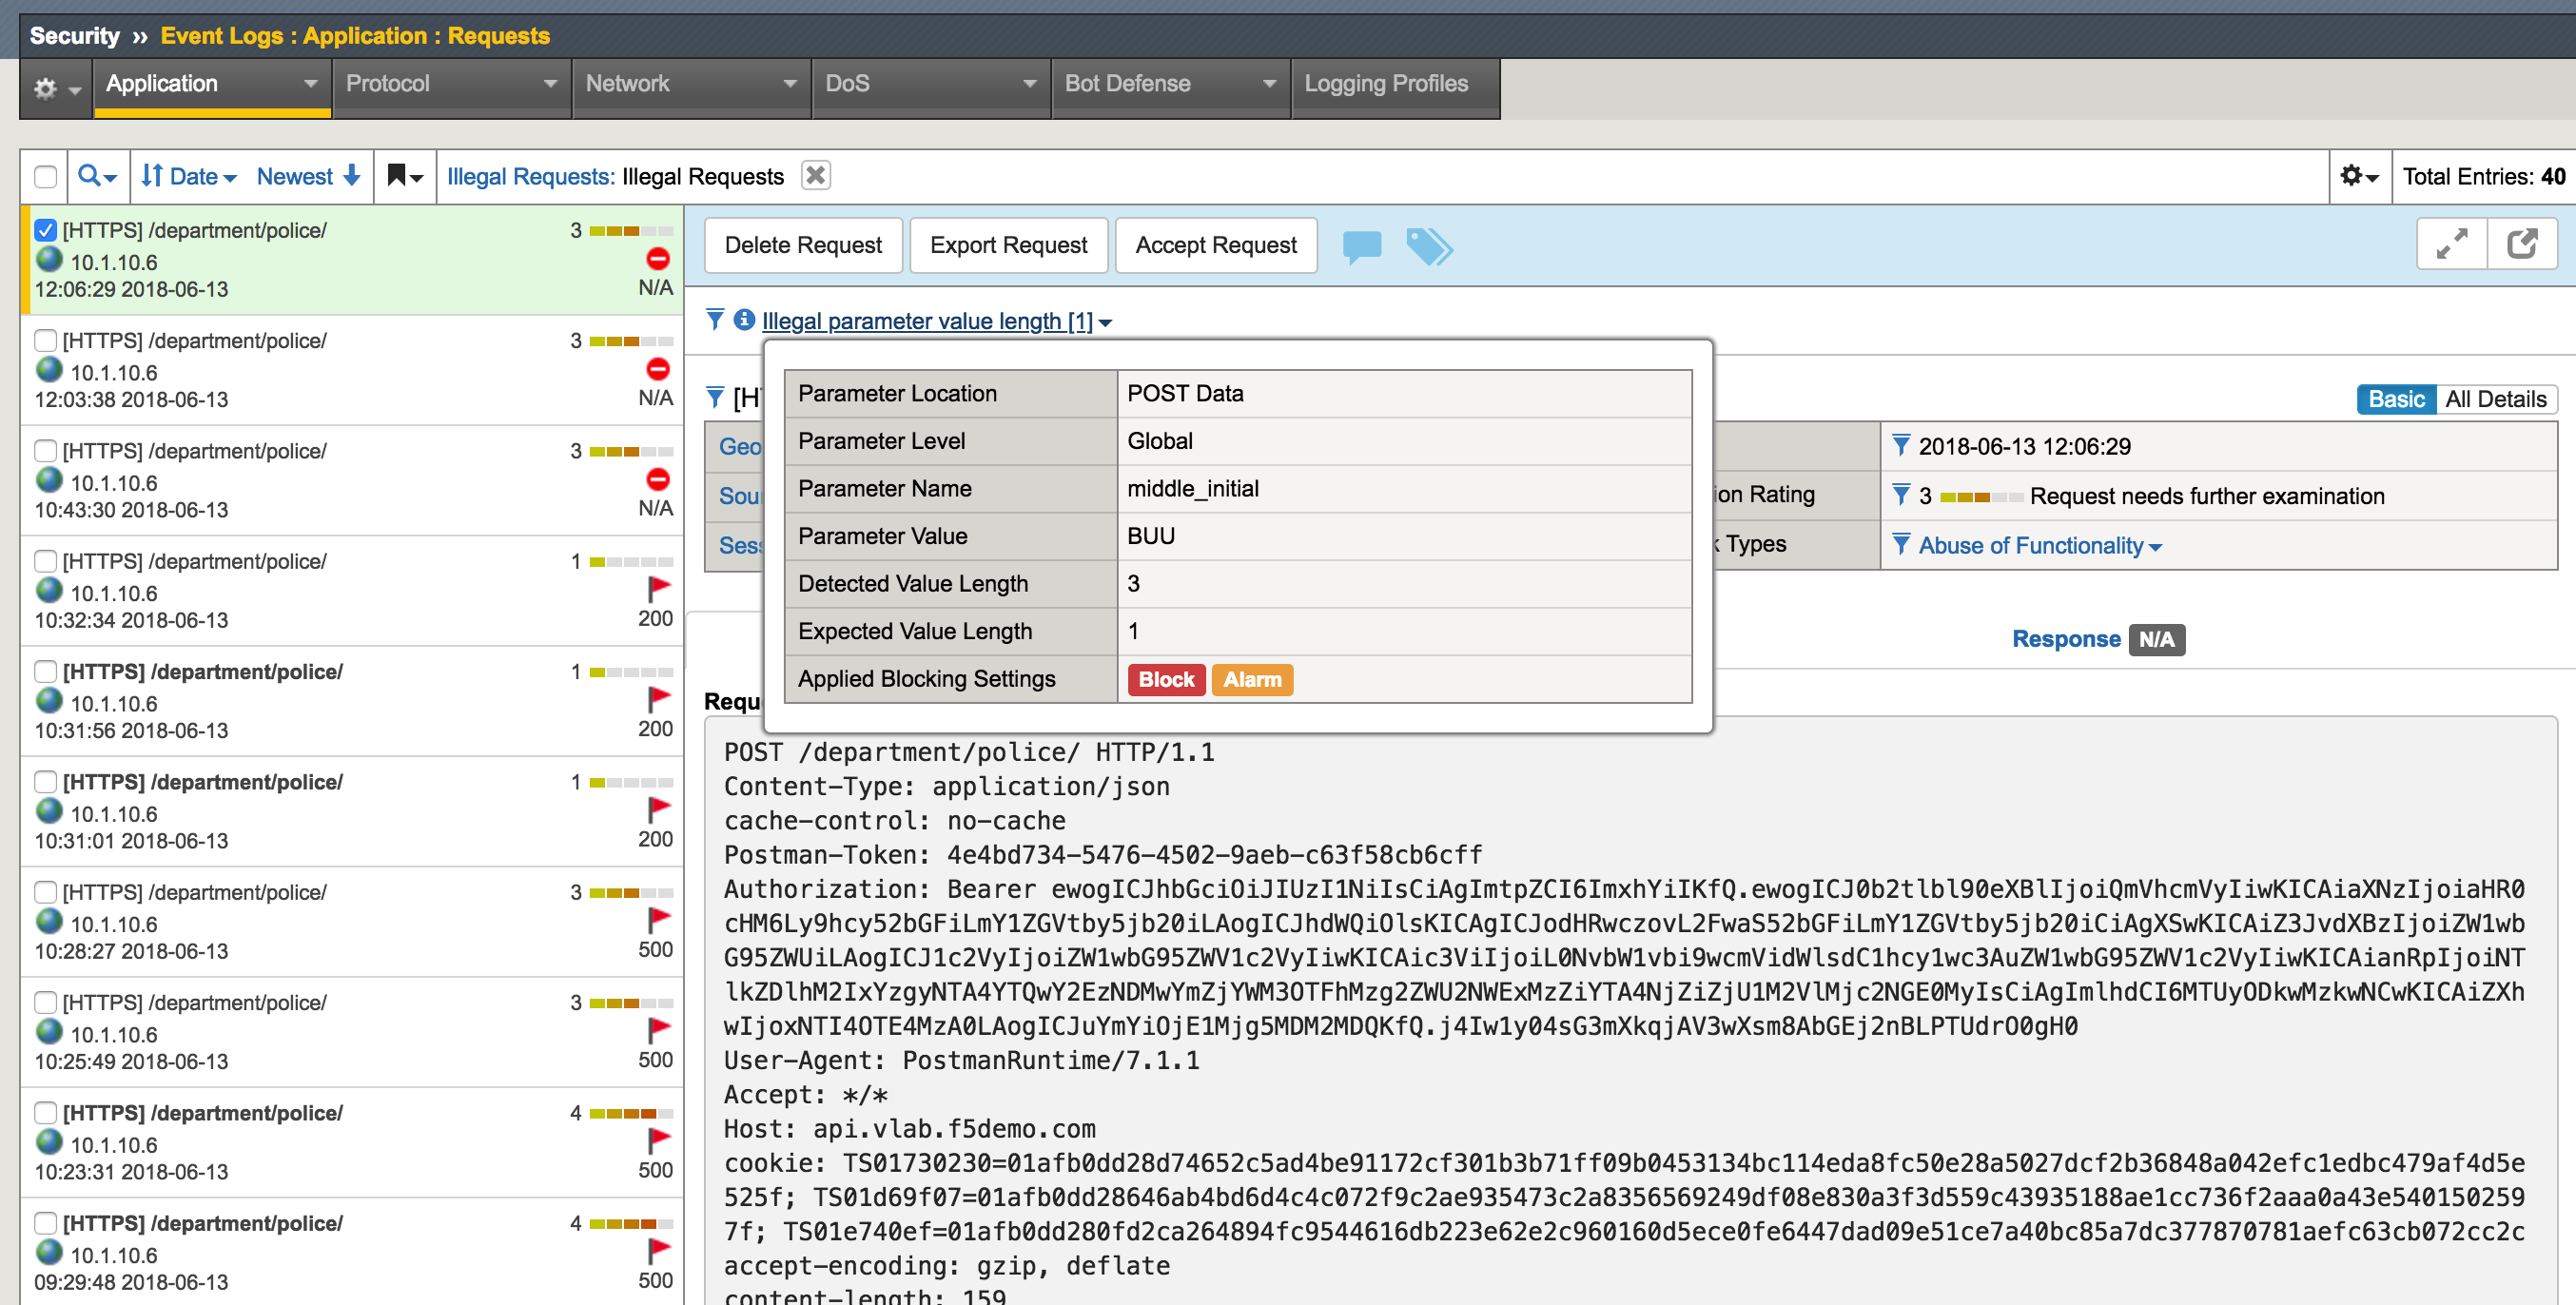 Security ›› Event Logs : Application : Requests
Application Protocol Network DoS Bot Defense Logging Profiles
Date Newest Illegal Requests: Illegal Requests Total Entries: 40
[HTTPS] /department/police/ 3
10.1.10.6
12:06:29 2018-06-13 N/A
[HTTPS] /department/police/ 3
10.1.10.6
12:03:38 2018-06-13 N/A
[HTTPS] /department/police/ 3
10.1.10.6
10:43:30 2018-06-13 N/A
[HTTPS] /department/police/ 1
10.1.10.6
10:32:34 2018-06-13 200
[HTTPS] /department/police/ 1
10.1.10.6
10:31:56 2018-06-13 200
[HTTPS] /department/police/ 1
10.1.10.6
10:31:01 2018-06-13 200
[HTTPS] /department/police/ 3
10.1.10.6
10:28:27 2018-06-13 500
[HTTPS] /department/police/ 3
10.1.10.6
10:25:49 2018-06-13 500
[HTTPS] /department/police/ 4
10.1.10.6
10:23:31 2018-06-13 500
[HTTPS] /department/police/ 4
10.1.10.6
09:29:48 2018-06-13 500
Delete Request Export Request Accept Request
Illegal parameter value length [1]
Parameter Location POST Data
Parameter Level Global
Parameter Name middle_initial
Parameter Value BUU
Detected Value Length 3
Expected Value Length 1
Applied Blocking Settings Block Alarm
[H
Basic All Details
Geo
2018-06-13 12:06:29
Sou
ion Rating 3 Request needs further examination
Sess
Types Abuse of Functionality
Response N/A
Requ
POST /department/police/ HTTP/1.1
Content-Type: application/json
cache-control: no-cache
Postman-Token: 4e4bd734-5476-4502-9aeb-c63f58cb6cff
Authorization: Bearer ewogICJhbGciOiJIUzI1NiIsCiAgImtpZCI6ImxhYiIKfQ.ewogICJ0b2tlbl90eXBlIjoiQmVhcmVyIiwKICAiaXNzIjoiaHR0
cHM6Ly9hcy52bGFiLmY1ZGVtby5jb20iLAogICJhdWQiOlsKICAgICJodHRwczovL2FwaS52bGFiLmY1ZGVtby5jb20iCiAgXSwKICAiZ3JvdXBzIjoiZW1wb
G95ZWUiLAogICJ1c2VyIjoiZW1wbG95ZWV1c2VyIiwKICAic3ViIjoiL0NvbW1vbi9wcmVidWlsdC1hcy1wc3AuZW1wbG95ZWV1c2VyIiwKICAianRpIjoiNT
lkZDlhM2IxYzgyNTA4YTQwY2EzNDMwYmZjYWM3OTFhMzg2ZWU2NWExMzZiYTA4NjZiZjU1M2VlMjc2NGE0MyIsCiAgImlhdCI6MTUyODkwMzkwNCwKICAiZXh
wIjoxNTI4OTE4MzA0LAogICJuYmYiOjE1Mjg5MDM2MDQKfQ.j4Iw1y04sG3mXkqjAV3wXsm8AbGEj2nBLPTUdrO0gH0
User-Agent: PostmanRuntime/7.1.1
Accept: */*
Host: api.vlab.f5demo.com
cookie: TS01730230=01afb0dd28d74652c5ad4be91172cf301b3b71ff09b0453134bc114eda8fc50e28a5027dcf2b36848a042efc1edbc479af4d5e
525f; TS01d69f07=01afb0dd28646ab4bd6d4c4c072f9c2ae935473c2a8356569249df08e830a3f3d559c43935188ae1cc736f2aaa0a43e540150259
7f; TS01e740ef=01afb0dd280fd2ca264894fc9544616db223e62e2c960160d5ece0fe6447dad09e51ce7a40bc85a7dc377870781aefc63cb072cc2c
accept-encoding: gzip, deflate
content-length: 159